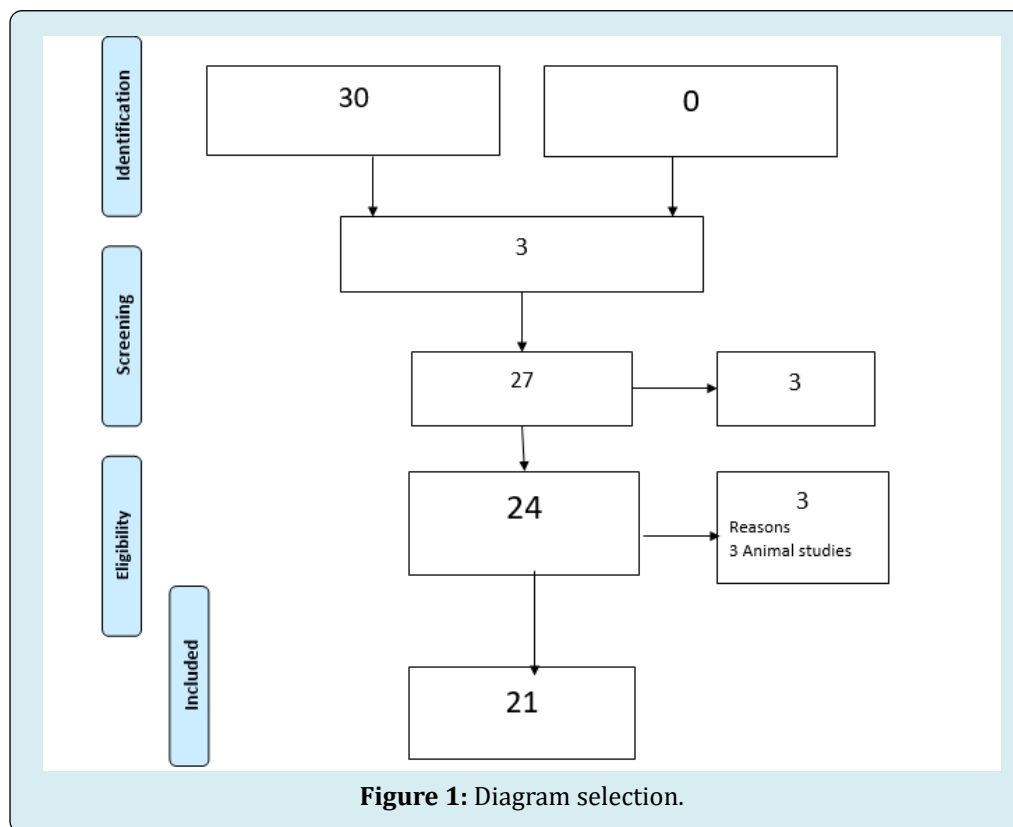 Identification
30
0
3
Screening
27
3
Eligibility
24
3
Reasons
3 Animal studies
Included
21
Figure 1: Diagram selection.